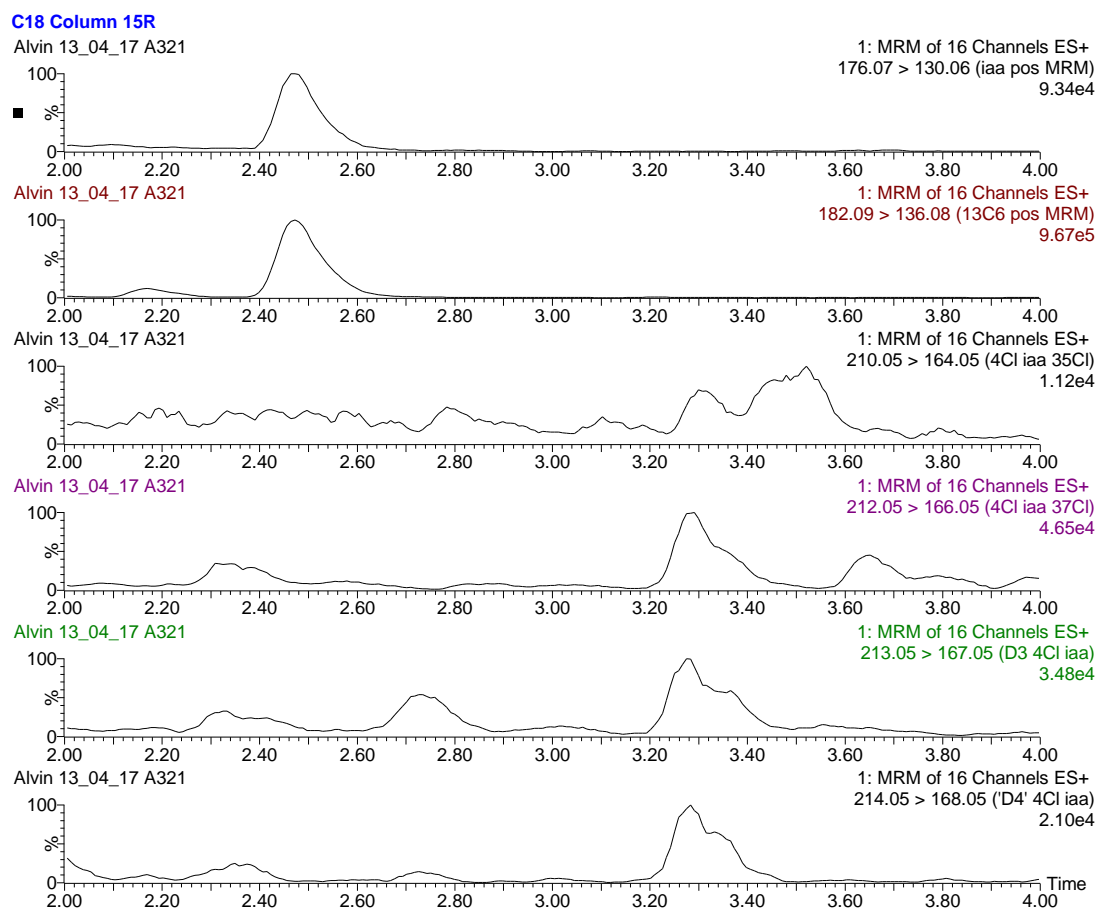 C18 Column 15R
Alvin 13_04_17 A321
1: MRM of 16 Channels ES+
176.07 > 130.06 (iaa pos MRM)
9.34e4
100
%
0
2.00 2.20 2.40 2.60 2.80 3.00 3.20 3.40 3.60 3.80 4.00
Alvin 13_04_17 A321
1: MRM of 16 Channels ES+
182.09 > 136.08 (13C6 pos MRM)
9.67e5
100
%
0
2.00 2.20 2.40 2.60 2.80 3.00 3.20 3.40 3.60 3.80 4.00
Alvin 13_04_17 A321
1: MRM of 16 Channels ES+
210.05 > 164.05 (4Cl iaa 35Cl)
1.12e4
100
%
0
2.00 2.20 2.40 2.60 2.80 3.00 3.20 3.40 3.60 3.80 4.00
Alvin 13_04_17 A321
1: MRM of 16 Channels ES+
212.05 > 166.05 (4Cl iaa 37Cl)
4.65e4
100
%
0
2.00 2.20 2.40 2.60 2.80 3.00 3.20 3.40 3.60 3.80 4.00
Alvin 13_04_17 A321
1: MRM of 16 Channels ES+
213.05 > 167.05 (D3 4Cl iaa)
3.48e4
100
%
0
2.00 2.20 2.40 2.60 2.80 3.00 3.20 3.40 3.60 3.80 4.00
Alvin 13_04_17 A321
1: MRM of 16 Channels ES+
214.05 > 168.05 ('D4' 4Cl iaa)
2.10e4
100
%
0
Time
2.00 2.20 2.40 2.60 2.80 3.00 3.20 3.40 3.60 3.80 4.00